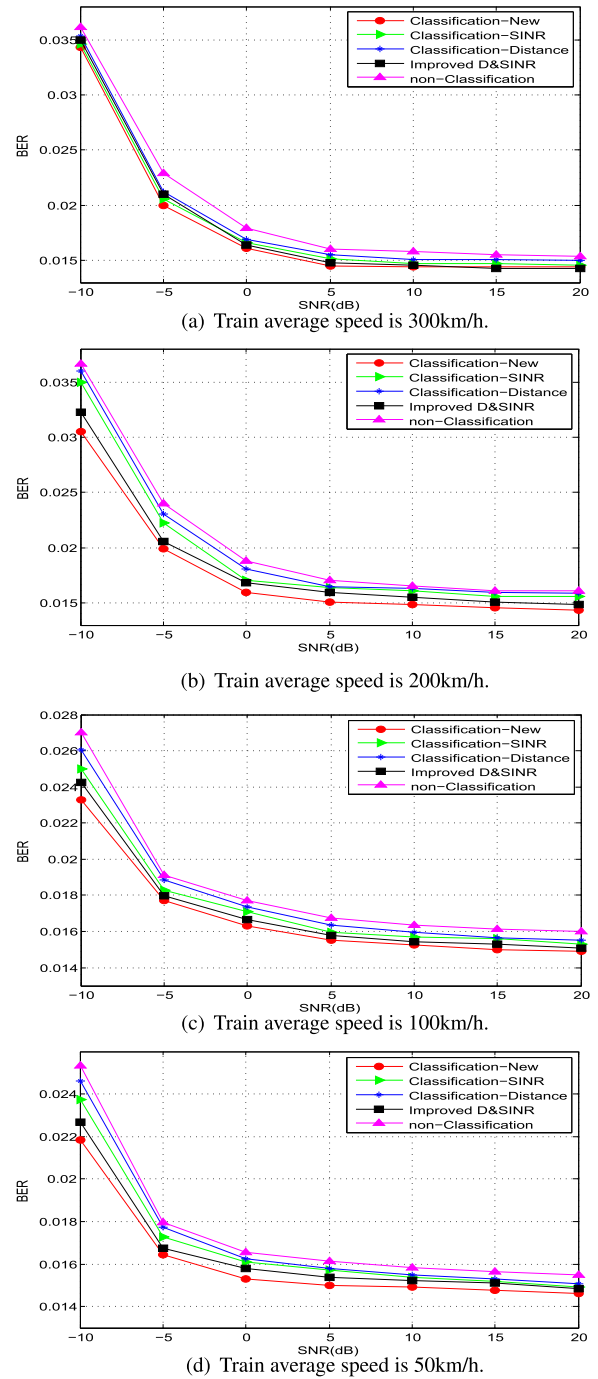 0.035
0.03
0.025
0.02
0.015
BER
Classification-New
Classification-SINR
Classification-Distance
Improved D&SINR
non-Classification
-10 -5 0 5 10 15 20
SNR(dB)
(a) Train average speed is 300km/h.
0.035
0.03
0.025
0.02
0.015
BER
Classification-New
Classification-SINR
Classification-Distance
Improved D&SINR
non-Classification
-10 -5 0 5 10 15 20
SNR(dB)
(b) Train average speed is 200km/h.
0.028
0.026
0.024
0.022
0.02
0.018
0.016
0.014
BER
Classification-New
Classification-SINR
Classification-Distance
Improved D&SINR
non-Classification
-10 -5 0 5 10 15 20
SNR(dB)
(c) Train average speed is 100km/h.
0.024
0.022
0.02
0.018
0.016
0.014
BER
Classification-New
Classification-SINR
Classification-Distance
Improved D&SINR
non-Classification
-10 -5 0 5 10 15 20
SNR(dB)
(d) Train average speed is 50km/h.